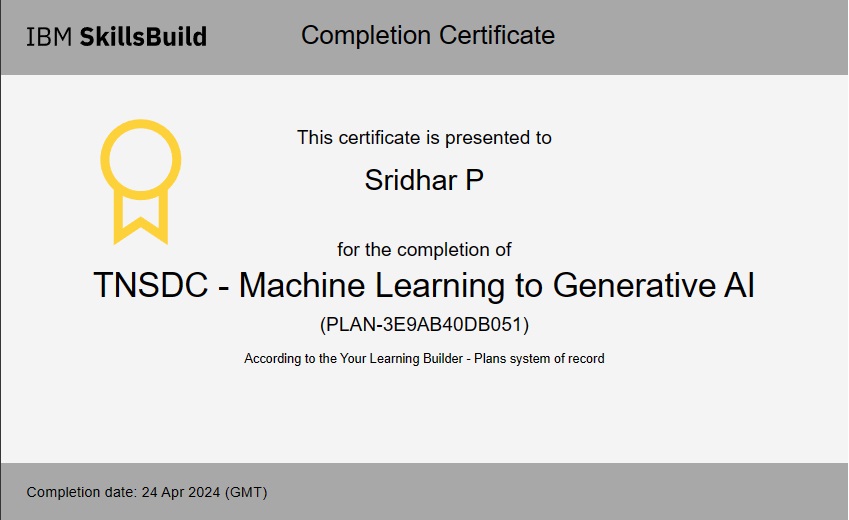 IBM SkillsBuild
Completion Certificate
This certificate is presented to
Sridhar P
for the completion of
TNSDC - Machine Learning to Generative AI
(PLAN-3E9AB40DB051)
According to the Your Learning Builder - Plans system of record
Completion date: 24 Apr 2024 (GMT)